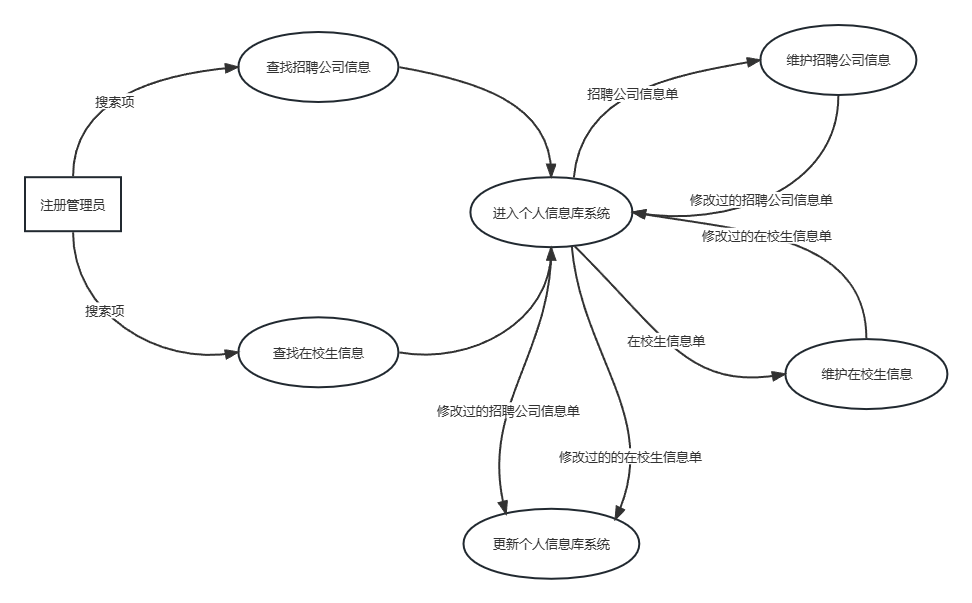 维护招聘公司信息
查找招聘公司信息
招聘公司信息单
搜索项
修改过的招聘公司信息单
注册管理员
进入个人信息库系统
修改过的在校生信息单
搜索项
在校生信息单
查找在校生信息
维护在校生信息
修改过的招聘公司信息单
修改过的的在校生信息单
更新个人信息库系统